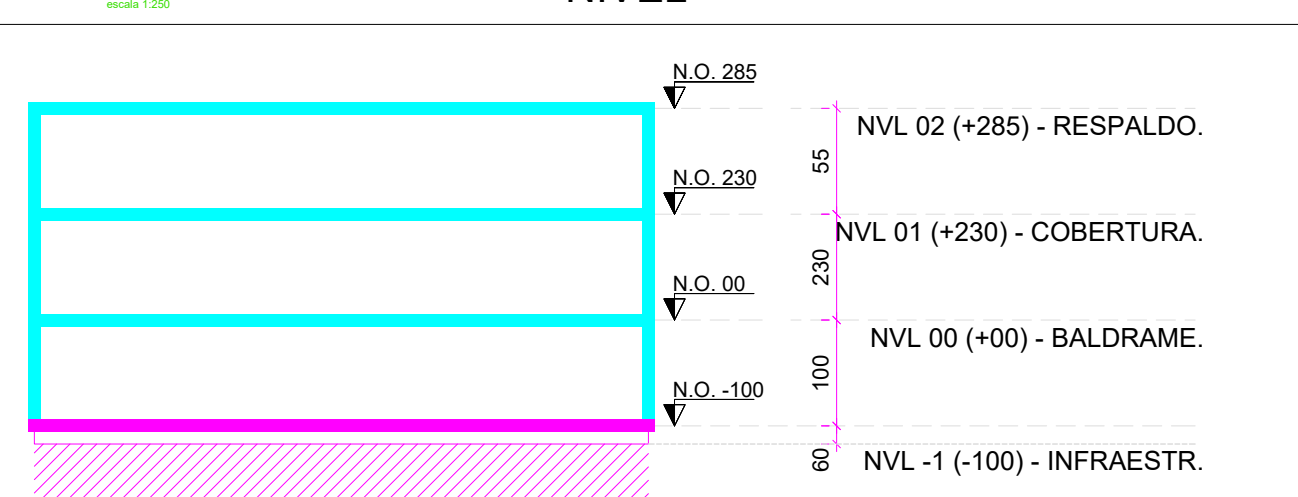 escala 1:250
N.O. 285
NVL 02 (+285) - RESPALDO.
55
N.O. 230
NVL 01 (+230) - COBERTURA.
230
N.O. 00
NVL 00 (+00) - BALDRAME.
100
N.O. -100
60
NVL -1 (-100) - INFRAESTR.